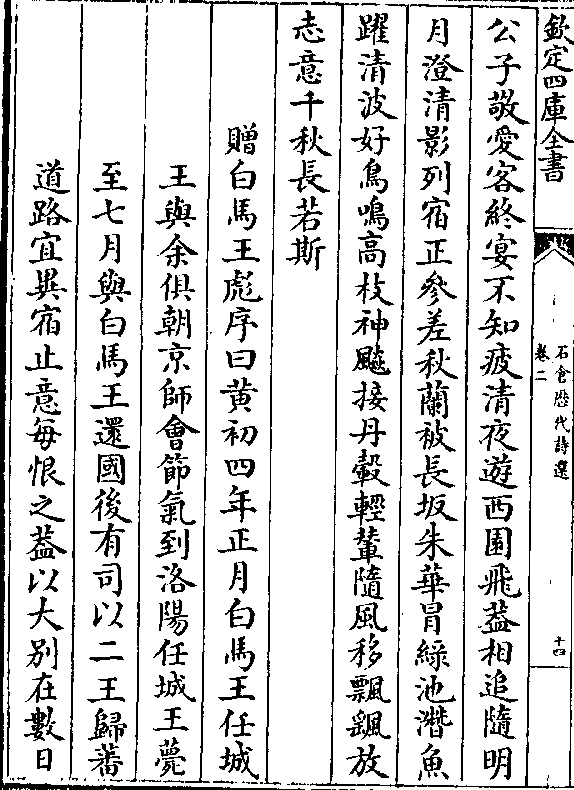 欽定四庫全書
石倉歴代詩選
卷二
十四
公子敬愛客終宴不知疲清夜遊西園飛葢相追隨明
月澄清影列宿正參差秋蘭被長坂朱華冒綠池潛魚
躍清波好鳥鳴高枝神飈接丹轂輕輦隨風移飄颻放
志意千秋長若斯
贈白馬王彪序曰黄初四年正月白馬王任城
王與余俱朝京師會節氣到洛陽任城王薨
至七月與白馬王還國後有司以二王歸蕃
道路宜異宿止意每恨之葢以大别在數日